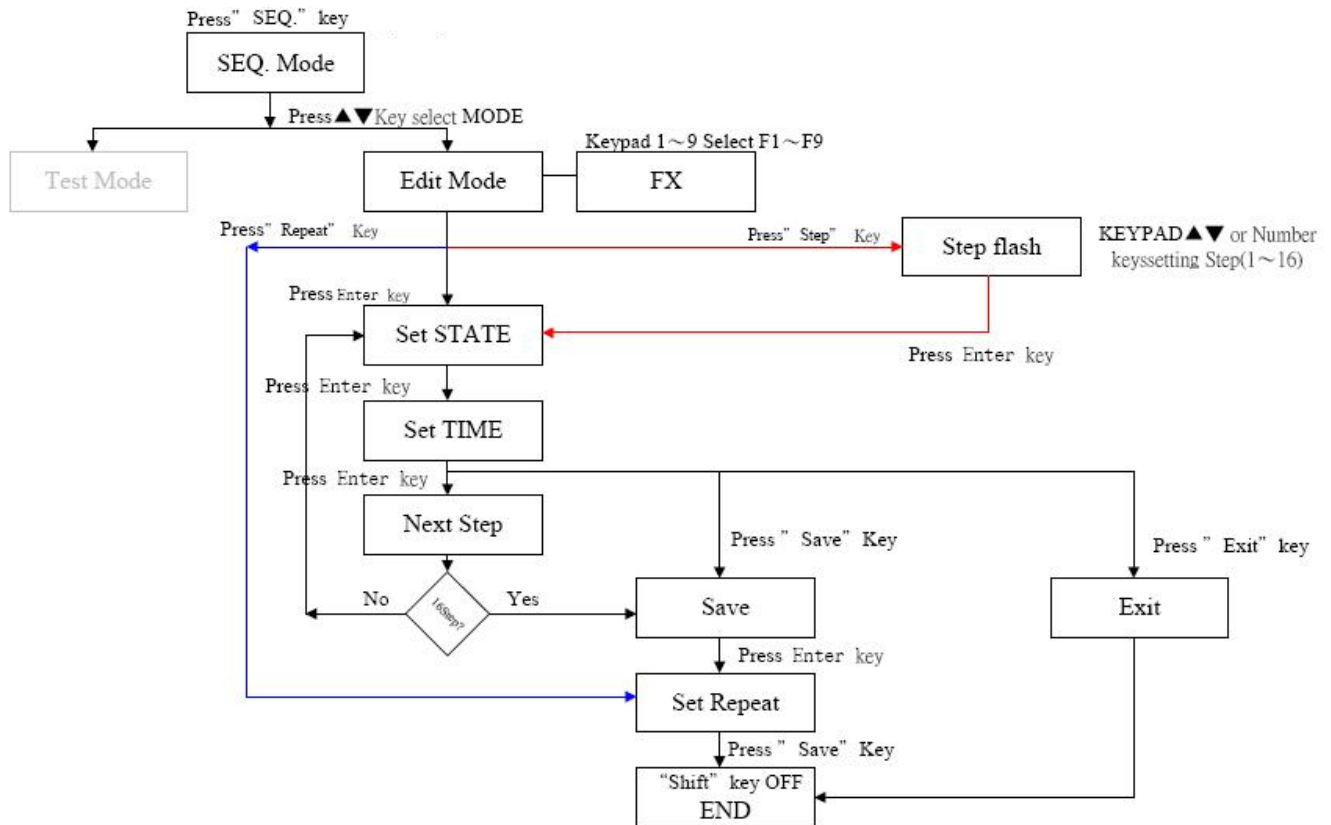 Press” SEQ.” key
SEQ. Mode
Press▲▼Key select MODE
Keypad 1～9 Select F1～F9
Test Mode
Edit Mode
FX
Press” Repeat” Key
Press” Step” Key
Step flash
KEYPAD▲▼ or Number
keyssetting Step(1～16)
Press Enter key
Set STATE
Press Enter key
Press Enter key
Set TIME
Press Enter key
Next Step
Press” Save” Key
Press” Exit” key
No
16Step?
Yes
Save
Exit
Press Enter key
Set Repeat
Press” Save” Key
“Shift” key OFF
END